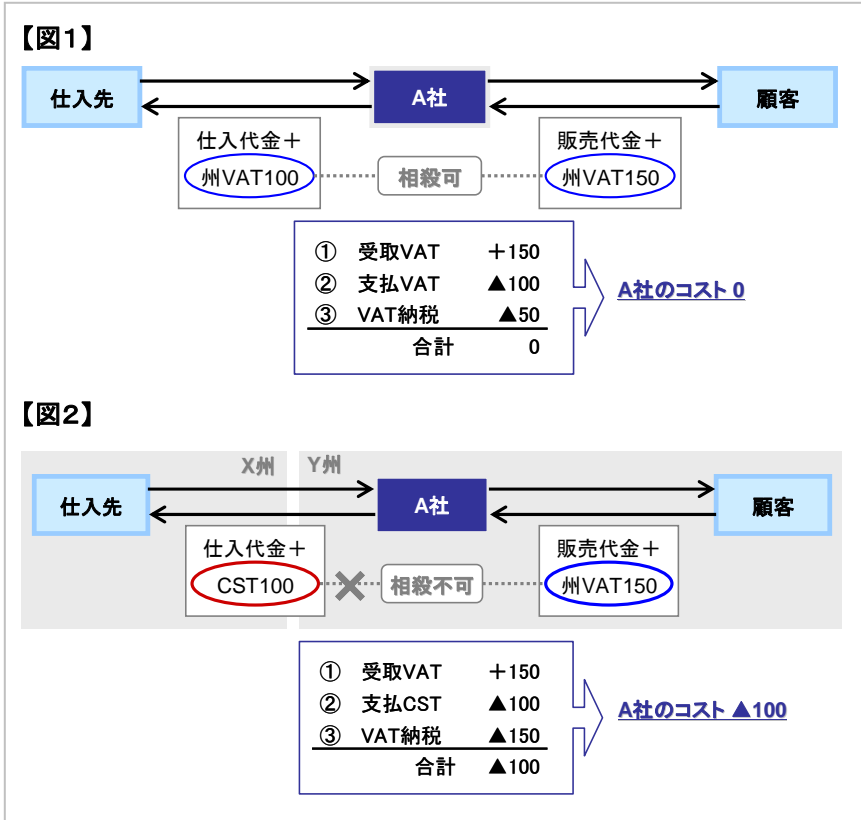 【図1】
仕入先
A社
顧客
仕入代金＋
州VAT100
相殺可
販売代金＋
州VAT150
① 受取VAT ＋150
② 支払VAT ▲100
③ VAT納税 ▲50
合計 0
A社のコスト 0
【図2】
X州
Y州
仕入先
A社
顧客
仕入代金＋
CST100
相殺不可
販売代金＋
州VAT150
① 受取VAT ＋150
② 支払CST ▲100
③ VAT納税 ▲150
合計 ▲100
A社のコスト ▲100